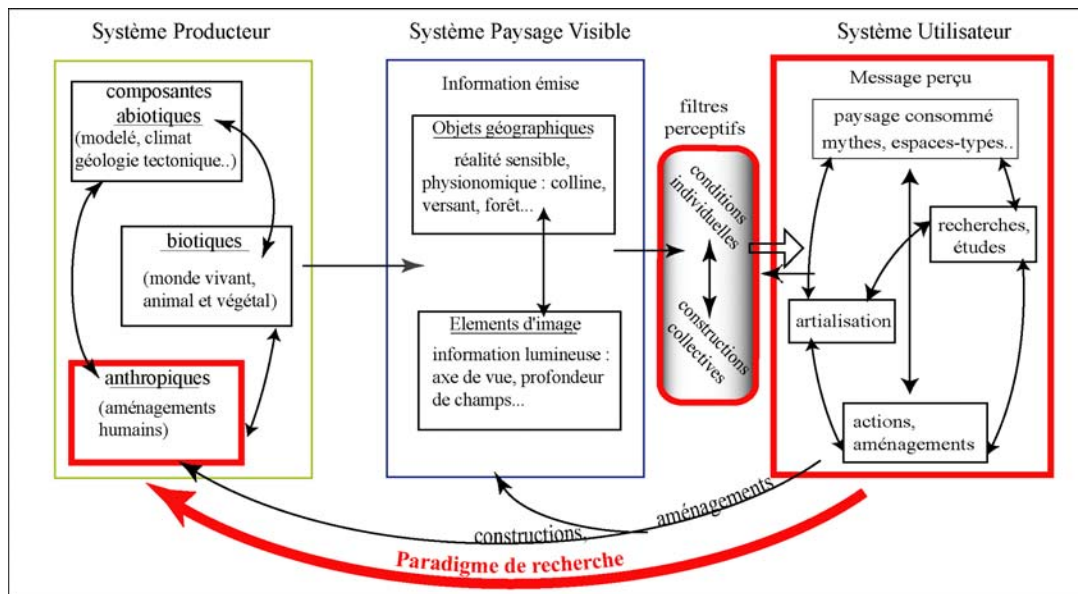 Système Producteur
composantes
abiotiques
(modelé, climat
géologie tectonique..)
biotiques
(monde vivant,
animal et végétal)
anthropiques
(aménagements
humains)
Système Paysage Visible
Information émise
Objets géographiques
réalité sensible,
physionomique : colline,
versant, forêt...
Elements d'image
information lumineuse :
axe de vue, profondeur
de champs...
filtres
perceptifs
conditions
individuelles
constructions
collectives
Système Utilisateur
Message perçu
paysage consommé
mythes, espaces-types..
recherches,
études
artialisation
actions,
aménagements
constructions, aménagements
Paradigme de recherche